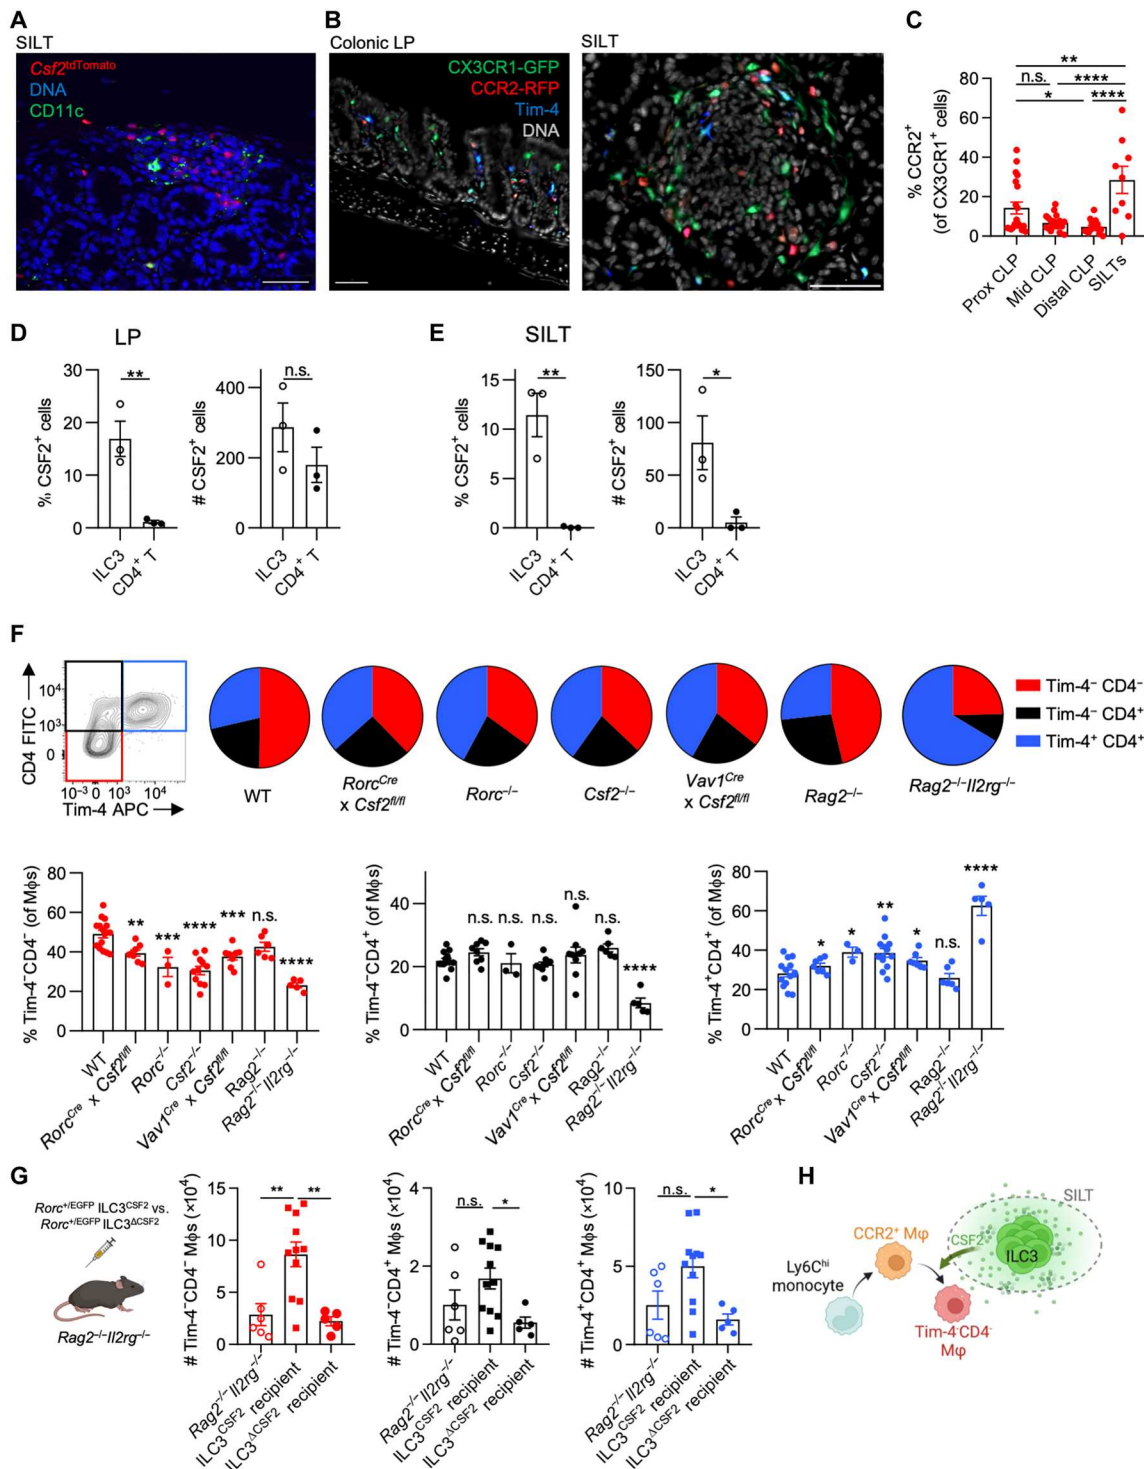 A
SILT
Csf2tdTomato
DNA
CD11c
B
Colonic LP
CX3CR1-GFP
CCR2-RFP
Tim-4
DNA
SILT
C
% CCR2+
(of CX3CR1+ cells)
80
60
40
20
0
**
n.s.
****
*
****
Prox CLP
Mid CLP
Distal CLP
SILTs
D
LP
% CSF2+ cells
30
20
10
0
**
ILC3
CD4+ T
# CSF2+ cells
400
200
0
n.s.
ILC3
CD4+ T
E
SILT
% CSF2+ cells
15
10
5
0
**
ILC3
CD4+ T
# CSF2+ cells
150
100
50
0
*
ILC3
CD4+ T
F
CD4 FITC
10⁴
10³
0
−10⁻³ 0 10³ 10⁴
Tim-4 APC
WT
RorcCre
x Csf2fl/fl
Rorc–/–
Csf2–/–
Vav1Cre
x Csf2fl/fl
Rag2–/–
Rag2–/–Il2rg–/–
Tim-4– CD4–
Tim-4– CD4+
Tim-4+ CD4+
% Tim-4–CD4– (of Mϕs)
80
60
40
20
0
**
***
****
***
n.s.
****
WT
RorcCre x Csf2fl/fl
Rorc–/–
Csf2–/–
Vav1Cre x Csf2fl/fl
Rag2–/–
Rag2–/–Il2rg–/–
% Tim-4–CD4+ (of Mϕs)
40
20
0
n.s.
n.s.
n.s.
n.s.
n.s.
****
WT
RorcCre x Csf2fl/fl
Rorc–/–
Csf2–/–
Vav1Cre x Csf2fl/fl
Rag2–/–
Rag2–/–Il2rg–/–
% Tim-4+CD4+ (of Mϕs)
80
60
40
20
0
*
*
**
*
n.s.
****
WT
RorcCre x Csf2fl/fl
Rorc–/–
Csf2–/–
Vav1Cre x Csf2fl/fl
Rag2–/–
Rag2–/–Il2rg–/–
G
Rorc+/EGFP ILC3CSF2 vs.
Rorc+/EGFP ILC3ΔCSF2
Rag2–/–Il2rg–/–
# Tim-4–CD4– Mϕs (×10⁴)
15
10
5
0
**
**
Rag2–/–Il2rg–/–
ILC3CSF2 recipient
ILC3ΔCSF2 recipient
# Tim-4–CD4+ Mϕs (×10⁴)
4
2
0
n.s.
*
Rag2–/–Il2rg–/–
ILC3CSF2 recipient
ILC3ΔCSF2 recipient
# Tim-4+CD4+ Mϕs (×10⁴)
10
5
0
n.s.
*
Rag2–/–Il2rg–/–
ILC3CSF2 recipient
ILC3ΔCSF2 recipient
H
SILT
CCR2+ Mφ
CSF2
ILC3
Ly6Chi
monocyte
Tim-4-CD4-
Mφ